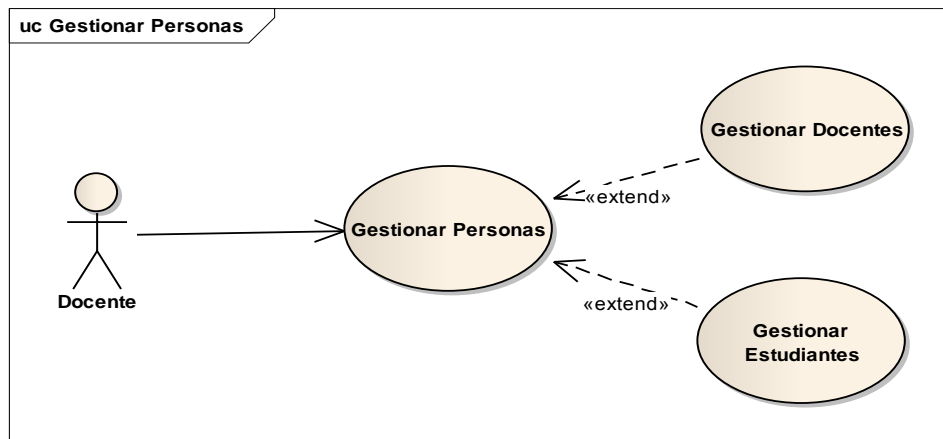 uc Gestionar Personas
Gestionar Docentes
«extend»
Gestionar Personas
Docente
«extend»
Gestionar
Estudiantes